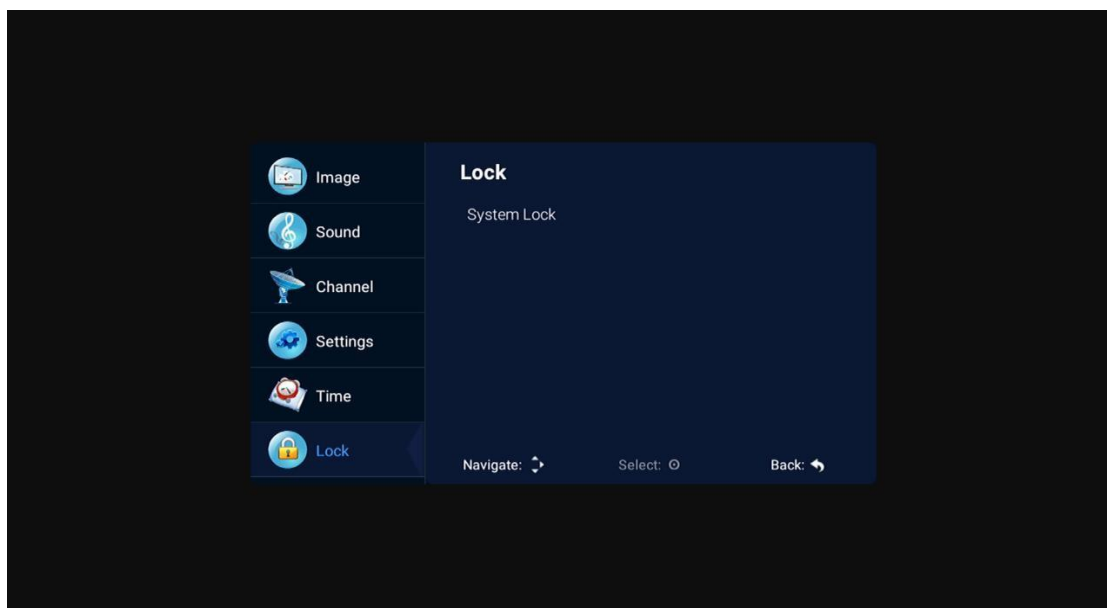 Image
Sound
Channel
Settings
Time
Lock
Lock
System Lock
Navigate:
Select:
Back: